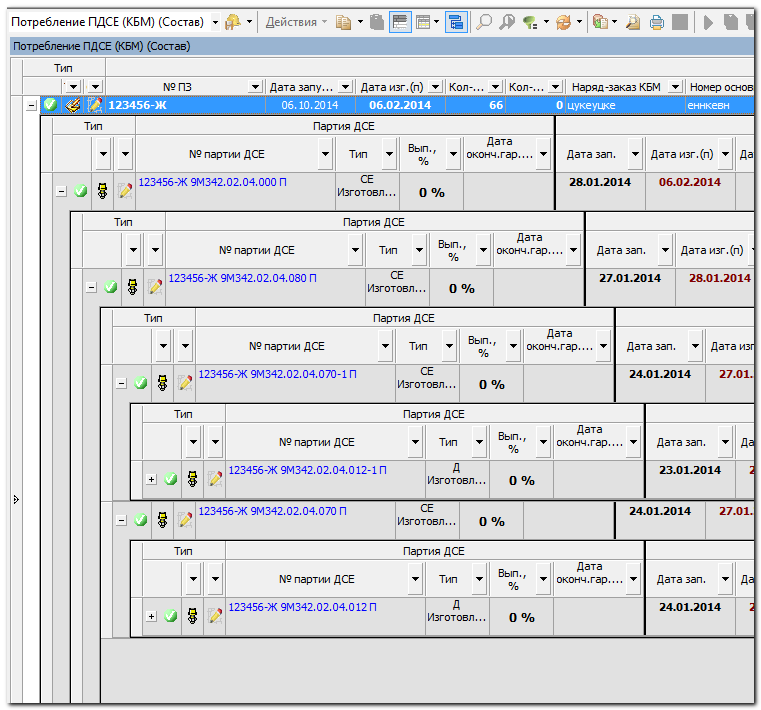 Потребление ПДСЕ (КБМ) (Состав) Действия
Потребление ПДСЕ (КБМ) (Состав)
Тип
№ ПЗ Дата запу... Дата изг.(п) Кол-... Кол-... Наряд-заказ КБМ Номер основ
123456-Ж 06.10.2014 06.02.2014 66 0 цукеуцке еннкевн
Тип Партия ДСЕ
№ партии ДСЕ Тип Вып., % Дата оконч.гар.... Дата зап. Дата изг.(п) Да
123456-Ж 9М342.02.04.000 П СЕ Изготовл... 0 % 28.01.2014 06.02.2014
Тип Партия ДСЕ
№ партии ДСЕ Тип Вып., % Дата оконч.гар.... Дата зап. Дата изг.(п)
123456-Ж 9М342.02.04.080 П СЕ Изготовл... 0 % 27.01.2014 28.01.2014
Тип Партия ДСЕ
№ партии ДСЕ Тип Вып., % Дата оконч.гар.... Дата зап. Дата изг
123456-Ж 9М342.02.04.070-1 П СЕ Изготовл... 0 % 24.01.2014 27.01.
Тип Партия ДСЕ
№ партии ДСЕ Тип Вып., % Дата оконч.гар.... Дата зап. Да
123456-Ж 9М342.02.04.012-1 П Д Изготовл... 0 % 23.01.2014 2
123456-Ж 9М342.02.04.070 П СЕ Изготовл... 0 % 24.01.2014 27.01.
Тип Партия ДСЕ
№ партии ДСЕ Тип Вып., % Дата оконч.гар.... Дата зап. Да
123456-Ж 9М342.02.04.012 П Д Изготовл... 0 % 24.01.2014 2